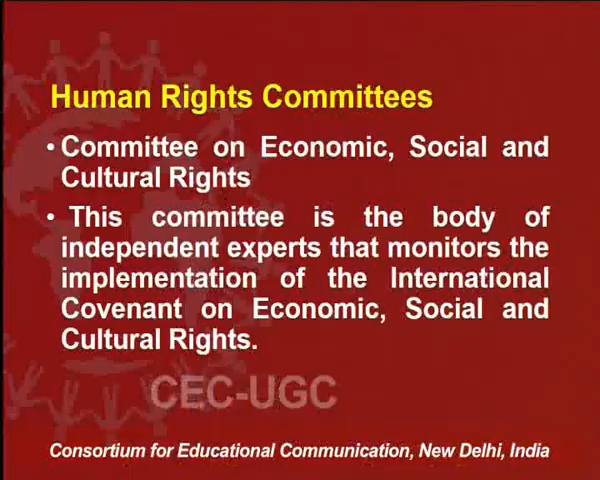 Human Rights Committees
• Committee on Economic, Social and
Cultural Rights
• This committee is the body of
independent experts that monitors the
implementation of the International
Covenant on Economic, Social and
Cultural Rights.
CEC-UGC
Consortium for Educational Communication, New Delhi, India